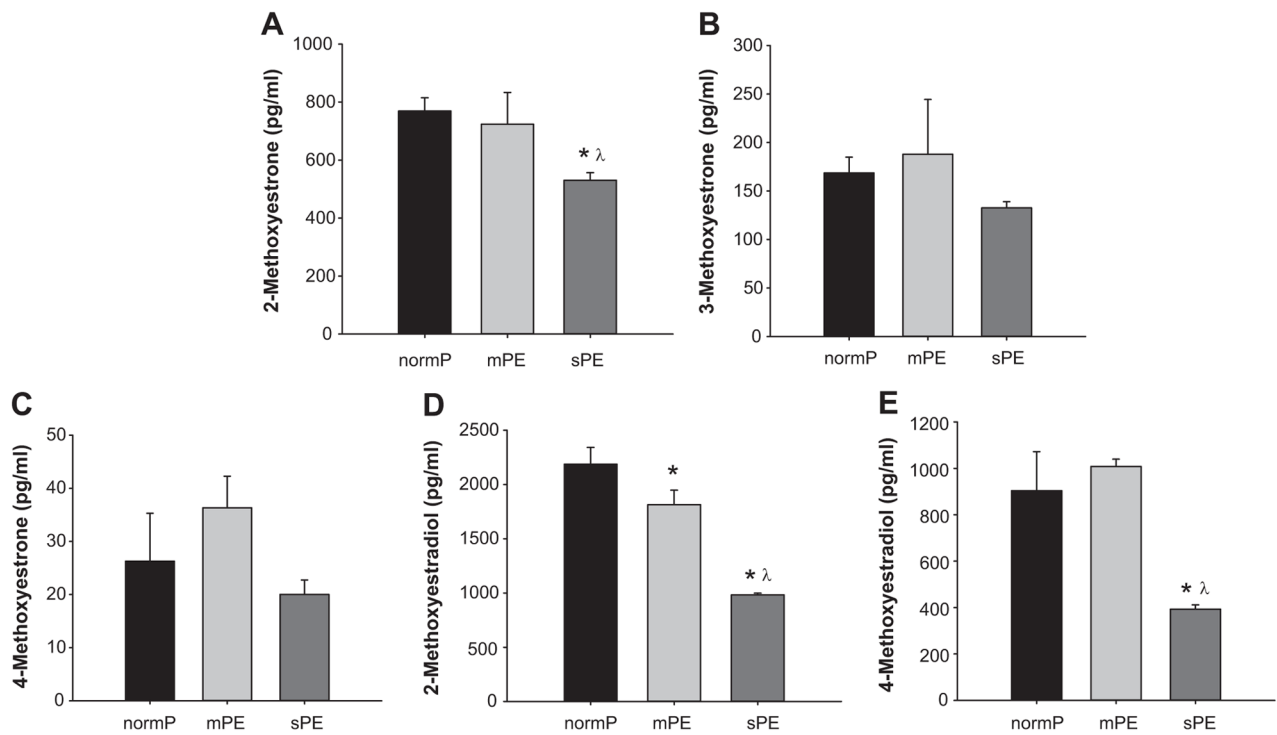 A
2-Methoxyestrone (pg/ml)
1000
800
600
400
200
0
* λ
normP mPE sPE
B
3-Methoxyestrone (pg/ml)
300
250
200
150
100
50
0
normP mPE sPE
C
4-Methoxyestrone (pg/ml)
50
40
30
20
10
0
normP mPE sPE
D
2-Methoxyestradiol (pg/ml)
2500
2000
1500
1000
500
0
*
* λ
normP mPE sPE
E
4-Methoxyestradiol (pg/ml)
1200
1000
800
600
400
200
0
* λ
normP mPE sPE